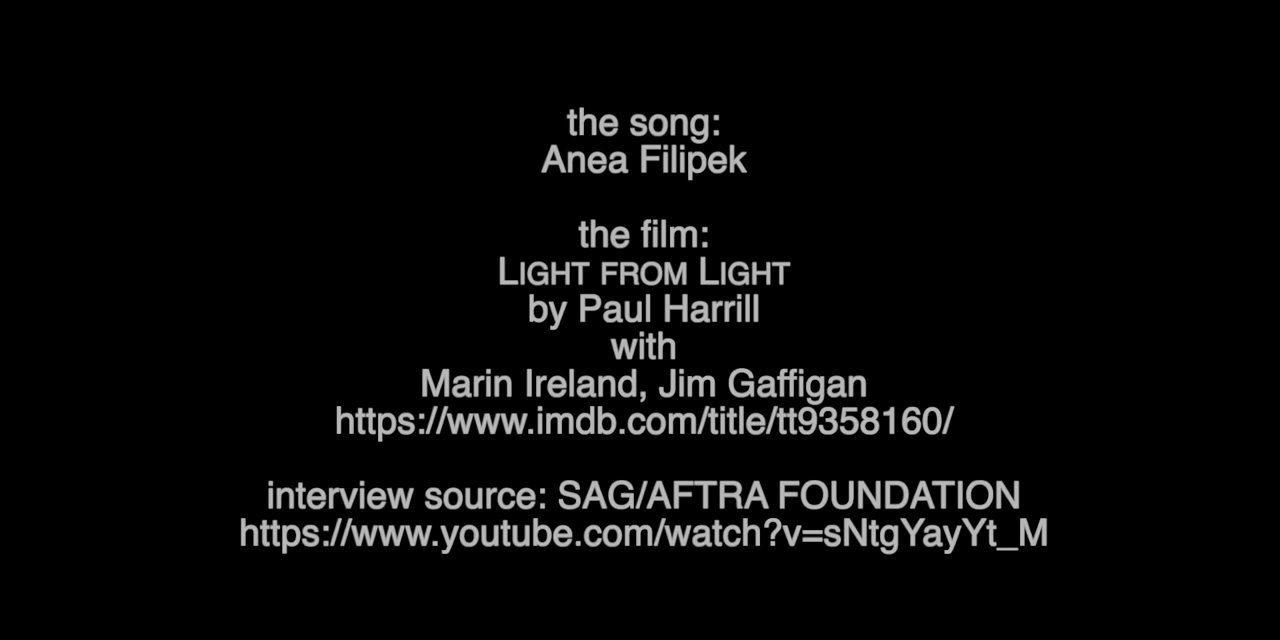 the song:
Anea Filipek
the film:
LIGHT FROM LIGHT
by Paul Harrill
with
Marin Ireland, Jim Gaffigan
https://www.imdb.com/title/tt9358160/
interview source: SAG/AFTRA FOUNDATION
https://www.youtube.com/watch?v=sNtgYayYt_M